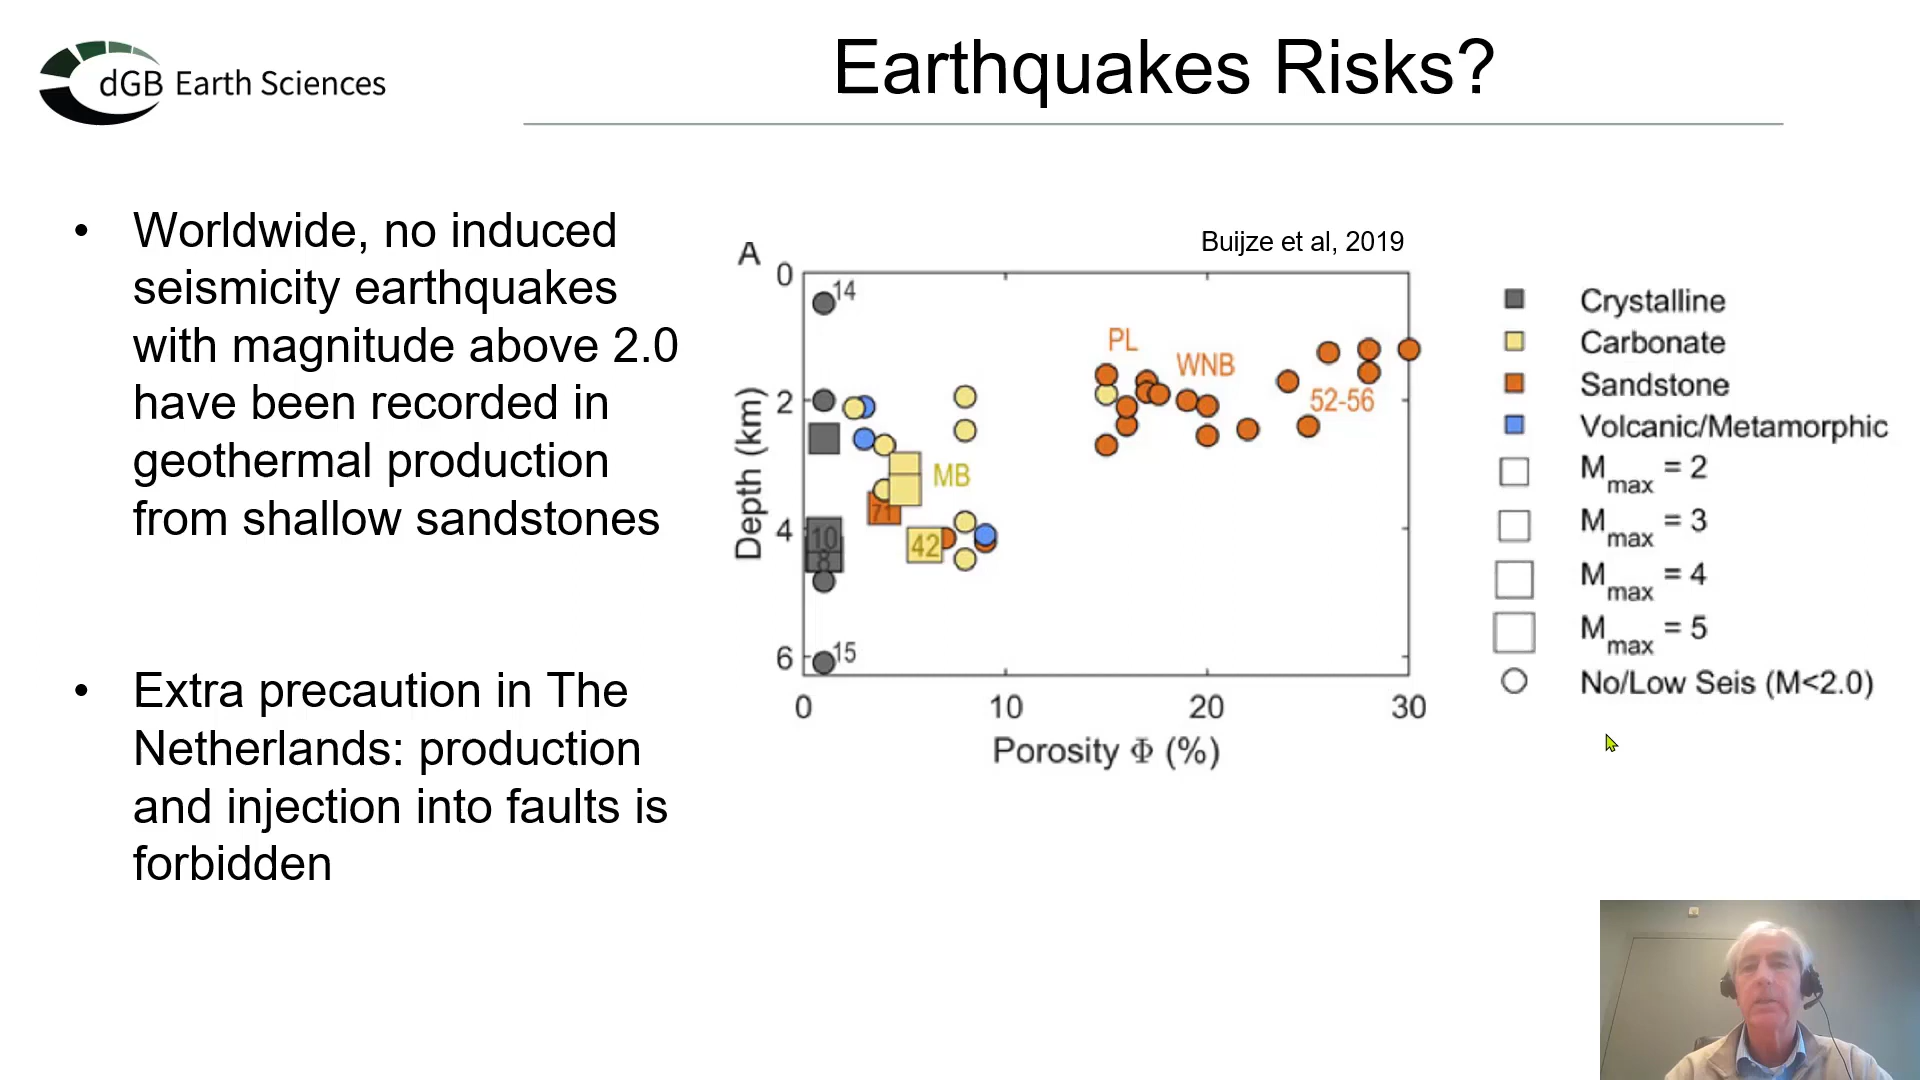 dGB Earth Sciences
Earthquakes Risks?
• Worldwide, no induced
seismicity earthquakes
with magnitude above 2.0
have been recorded in
geothermal production
from shallow sandstones
• Extra precaution in The
Netherlands: production
and injection into faults is
forbidden
Buijze et al, 2019
A
0
2
4
6
Depth (km)
14
PL
WNB
52-56
MB
71
10
8
42
15
0 10 20 30
Porosity Φ (%)
Crystalline
Carbonate
Sandstone
Volcanic/Metamorphic
Mmax = 2
Mmax = 3
Mmax = 4
Mmax = 5
No/Low Seis (M<2.0)